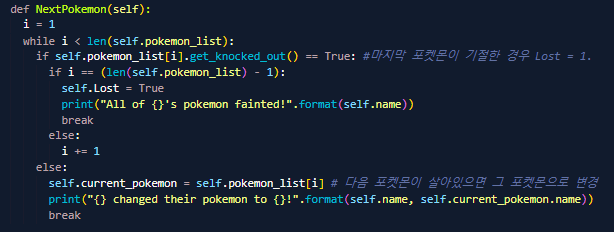 def NextPokemon(self):
  i = 1
  while i < len(self.pokemon_list):
    if self.pokemon_list[i].get_knocked_out() == True: #마지막 포켓몬이 기절한 경우 Lost = 1.
      if i == (len(self.pokemon_list) - 1):
        self.Lost = True
        print("All of {}'s pokemon fainted!".format(self.name))
        break
      else:
        i += 1
    else:
      self.current_pokemon = self.pokemon_list[i] # 다음 포켓몬이 살아있으면 그 포켓몬으로 변경
      print("{} changed their pokemon to {}!".format(self.name, self.current_pokemon.name))
      break